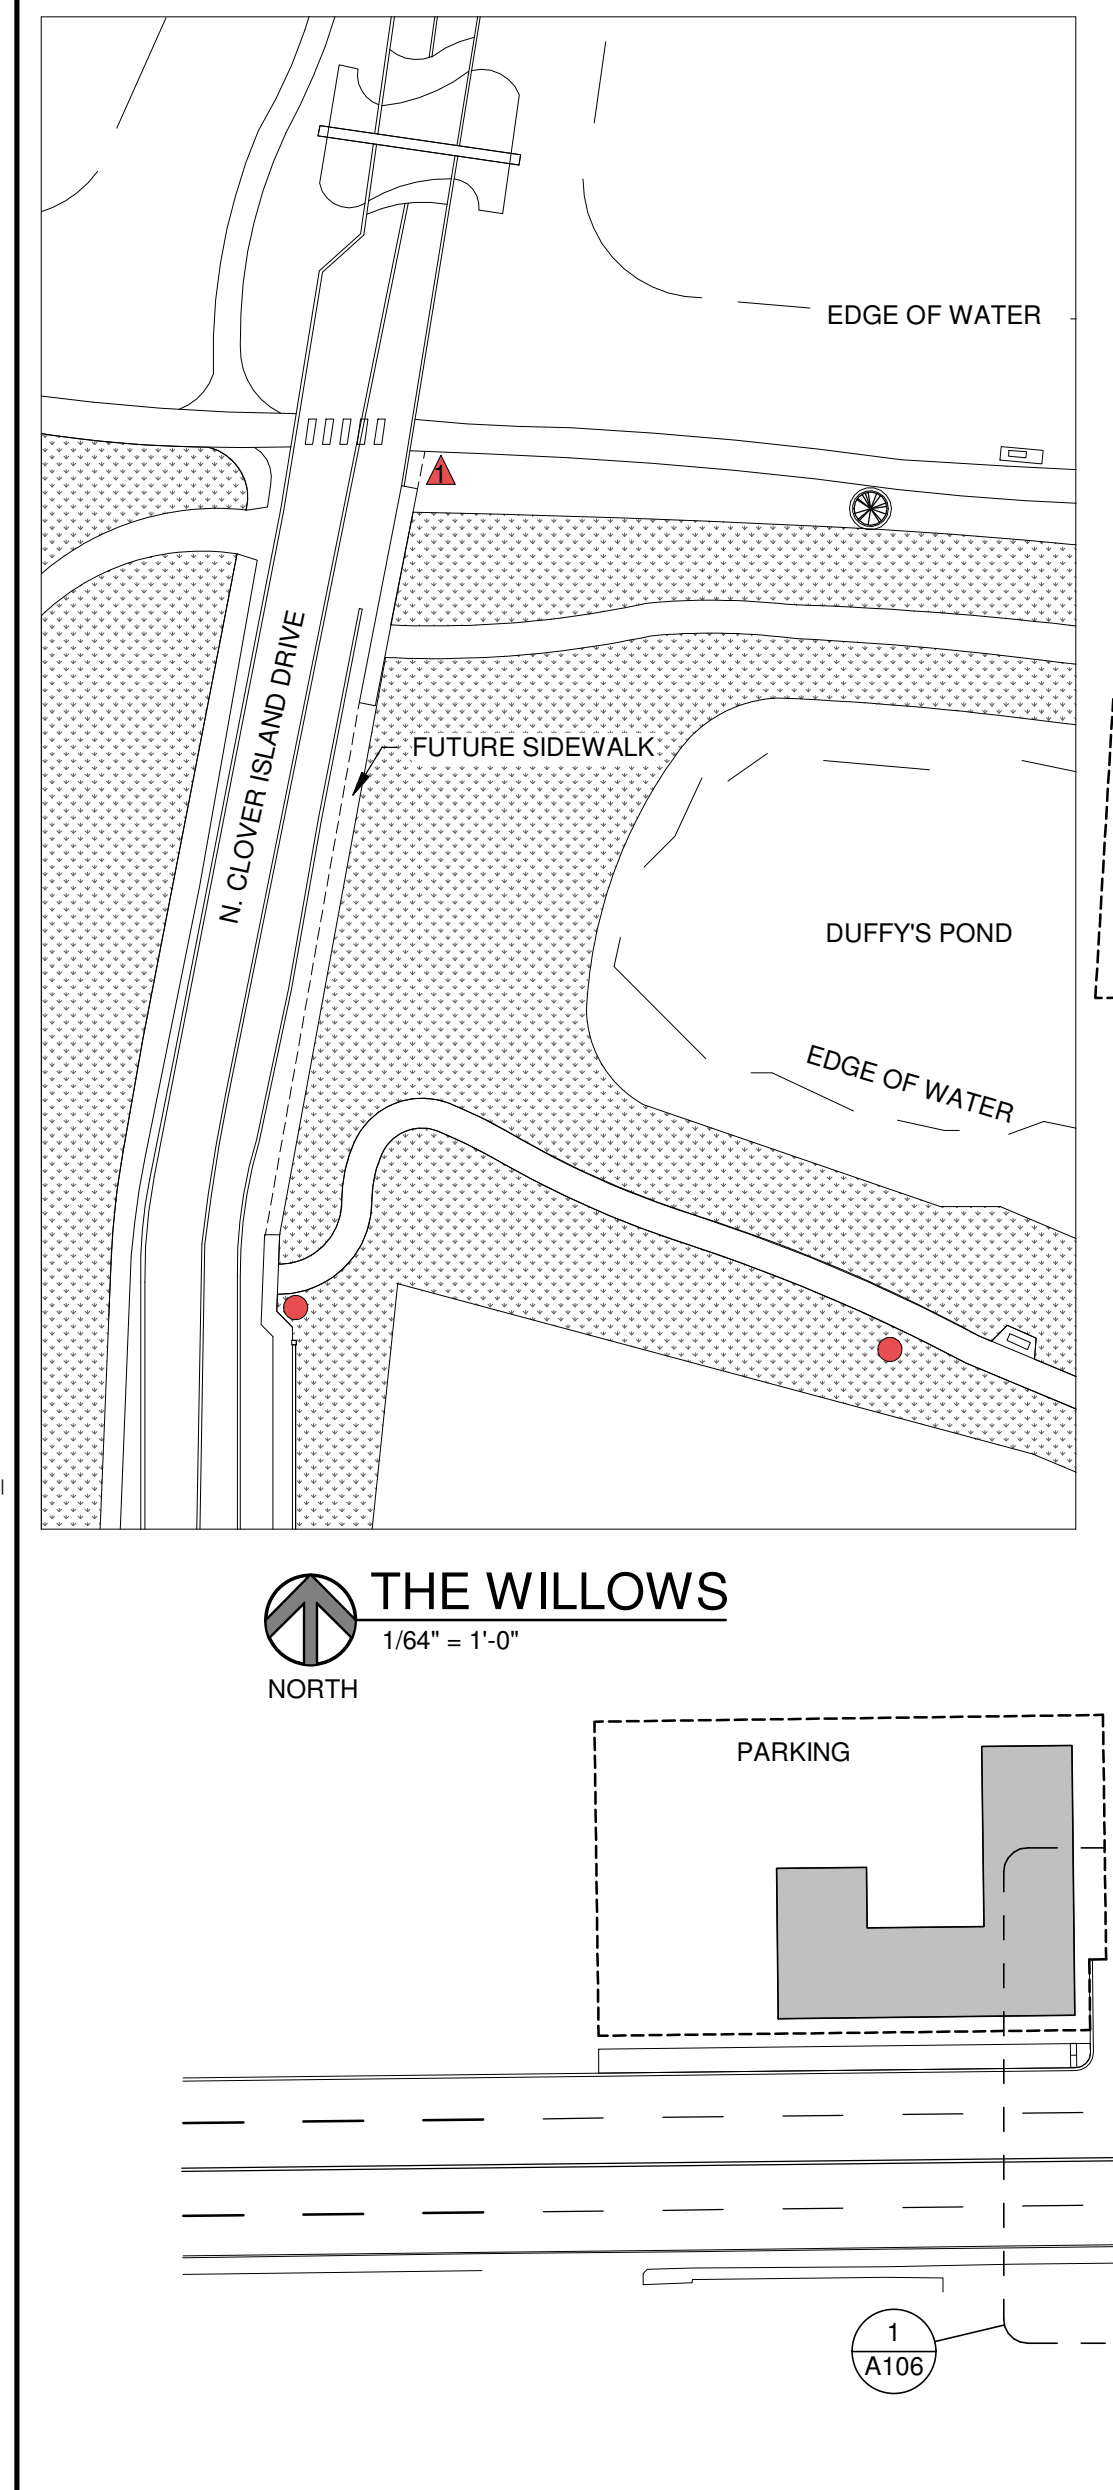 EDGE OF WATER
1
N. CLOVER ISLAND DRIVE
FUTURE SIDEWALK
DUFFY'S POND
EDGE OF WATER
THE WILLOWS
1/64" = 1'-0"
NORTH
PARKING
1
A106